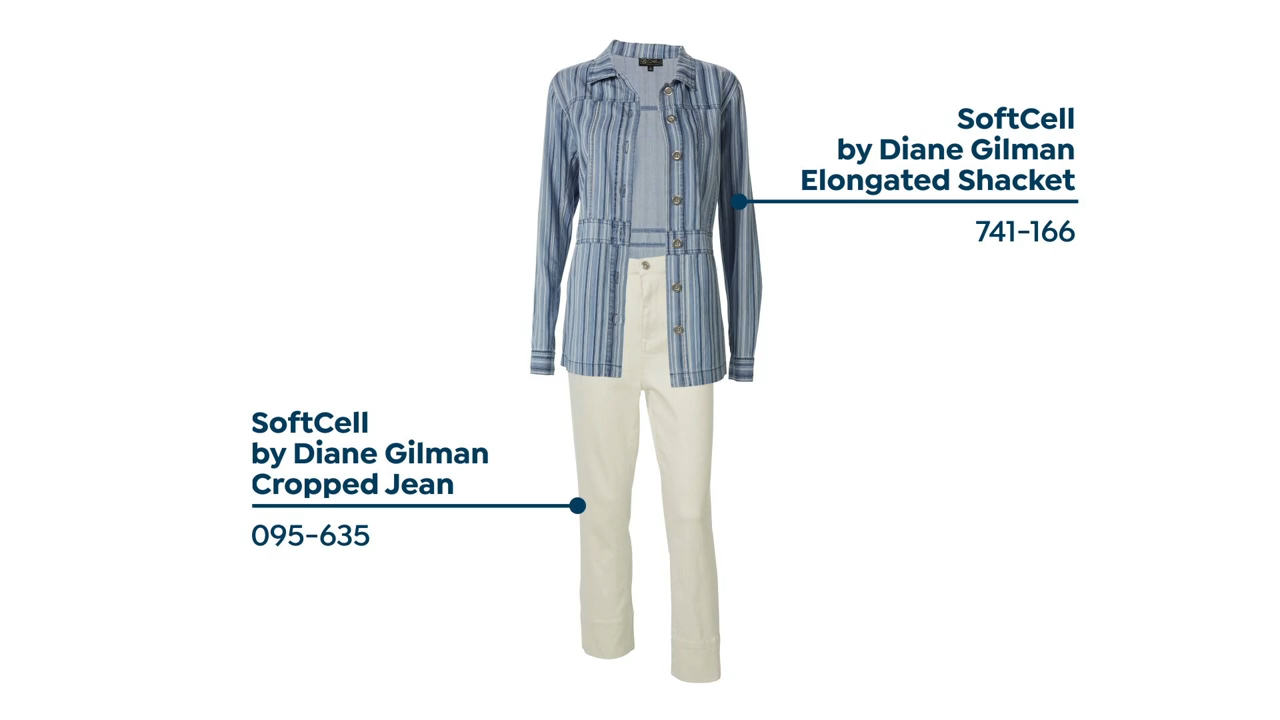 SoftCell
by Diane Gilman
Elongated Shacket
741-166
SoftCell
by Diane Gilman
Cropped Jean
095-635